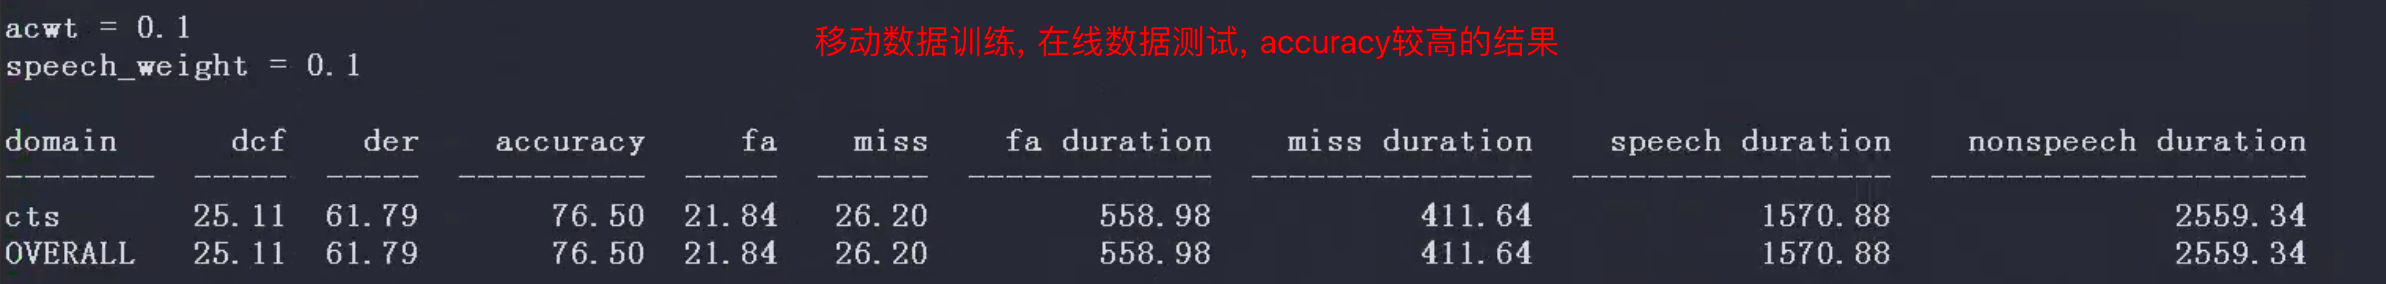 acwt = 0.1
移动数据训练, 在线数据测试, accuracy较高的结果
speech_weight = 0.1
domain dcf der accuracy fa miss fa duration miss duration speech duration nonspeech duration
-------- ----- ----- ---------- ----- ------ ------------- --------------- ----------------- --------------------
cts 25.11 61.79 76.50 21.84 26.20 558.98 411.64 1570.88 2559.34
OVERALL 25.11 61.79 76.50 21.84 26.20 558.98 411.64 1570.88 2559.34